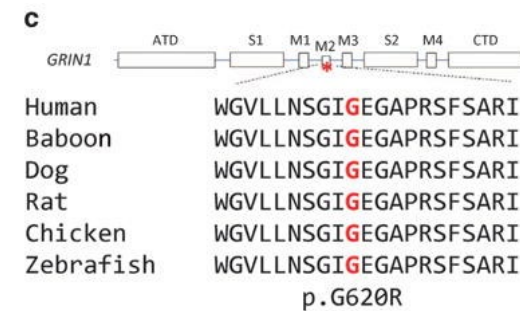 c
ATD S1 M1 M2 M3 S2 M4 CTD
GRIN1
*
Human WGVLLNSGIGEGAPRSFSARI
Baboon WGVLLNSGIGEGAPRSFSARI
Dog WGVLLNSGIGEGAPRSFSARI
Rat WGVLLNSGIGEGAPRSFSARI
Chicken WGVLLNSGIGEGAPRSFSARI
Zebrafish WGVLLNSGIGEGAPRSFSARI
p.G620R